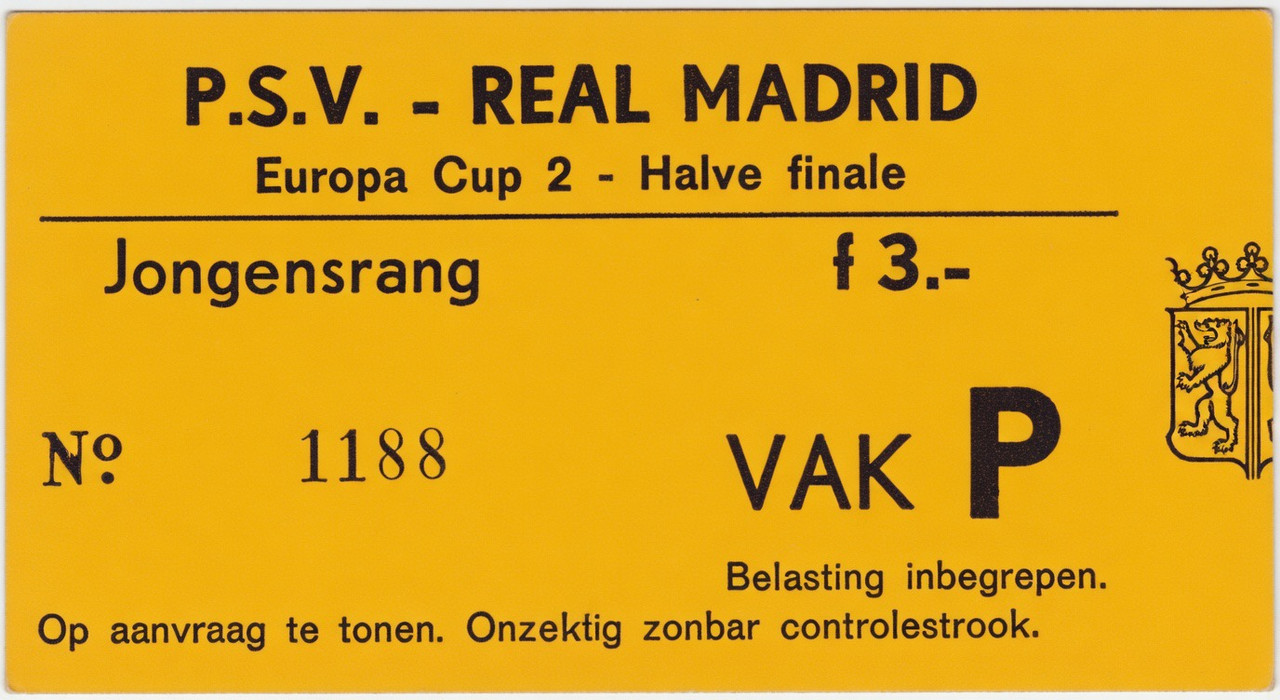 P.S.V. - REAL MADRID
Europa Cup 2 - Halve finale
Jongensrang f 3.-
No. 1188 VAK P
Belasting inbegrepen.
Op aanvraag te tonen. Onzektig zonbar controlestrook.